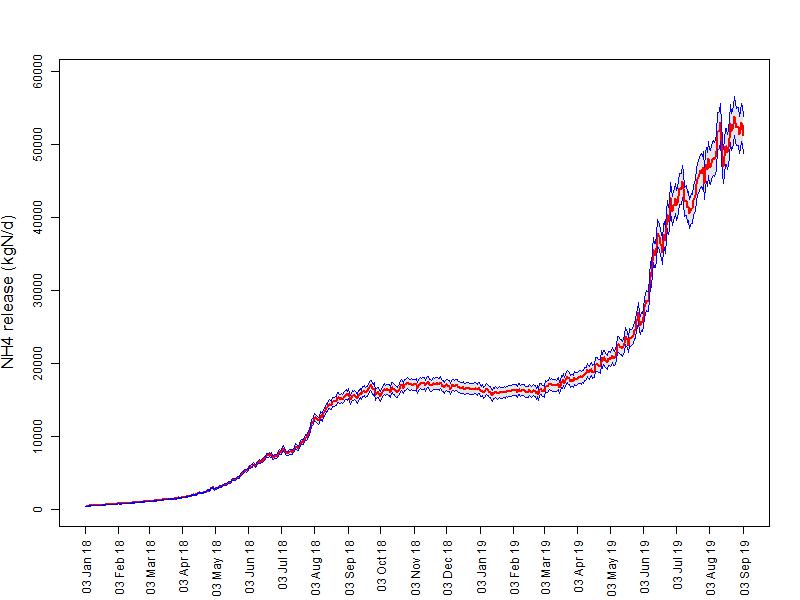 NH4 release (kgN/d)
60000
50000
40000
30000
20000
10000
0
03 Jan 18
03 Feb 18
03 Mar 18
03 Apr 18
03 May 18
03 Jun 18
03 Jul 18
03 Aug 18
03 Sep 18
03 Oct 18
03 Nov 18
03 Dec 18
03 Jan 19
03 Feb 19
03 Mar 19
03 Apr 19
03 May 19
03 Jun 19
03 Jul 19
03 Aug 19
03 Sep 19